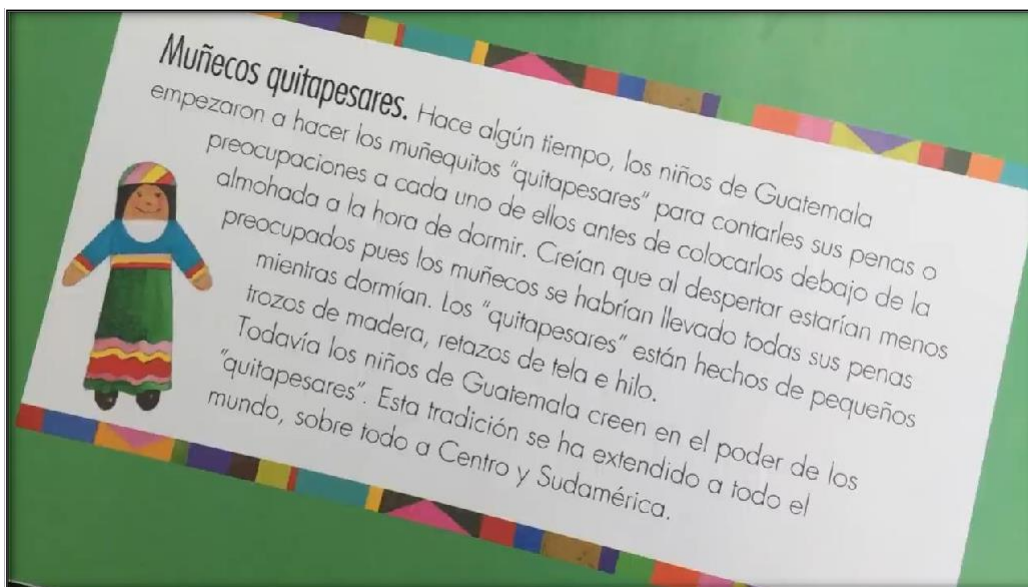 Muñecos quitapesares. Hace algún tiempo, los niños de Guatemala
empezaron a hacer los muñequitos "quitapesares" para contarles sus penas o
preocupaciones a cada uno de ellos antes de colocarlos debajo de la
almohada a la hora de dormir. Creían que al despertar estarían menos
preocupados pues los muñecos se habrían llevado todas sus penas
mientras dormían. Los "quitapesares" están hechos de pequeños
trozos de madera, retazos de tela e hilo.
Todavía los niños de Guatemala creen en el poder de los
"quitapesares". Esta tradición se ha extendido a todo el
mundo, sobre todo a Centro y Sudamérica.